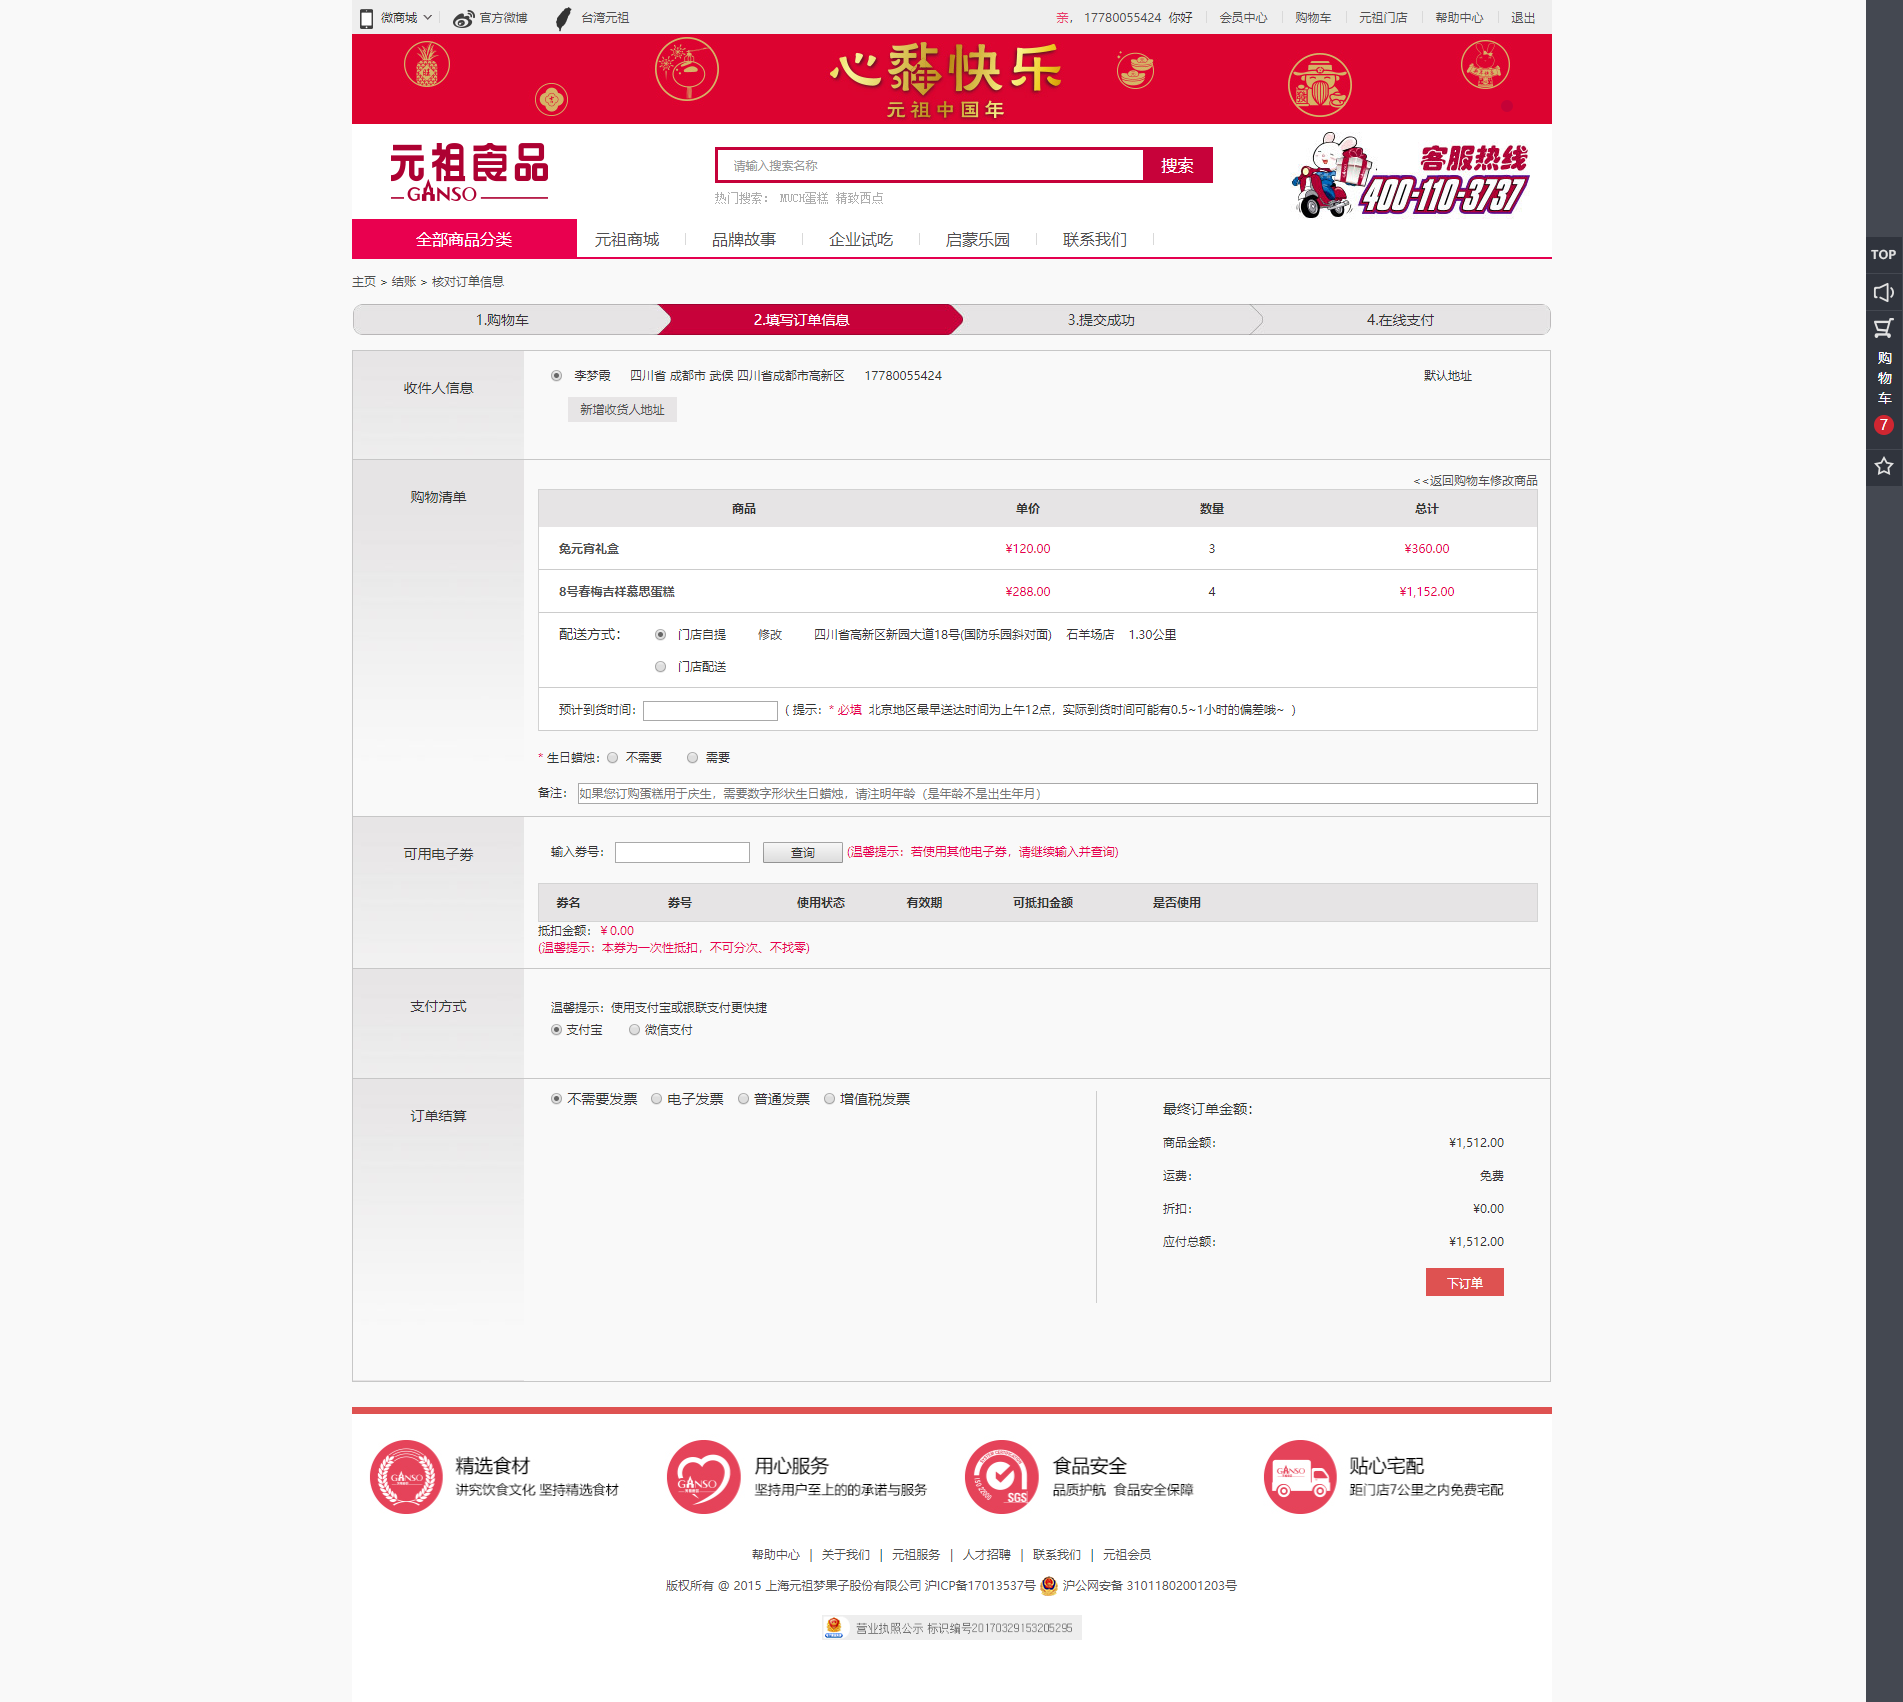 微商城 官方微博 台湾元祖 亲， 17780055424 你好 会员中心 购物车 元祖门店 帮助中心 退出
心黏快乐
元祖中国年
元祖食品
GANSO
请输入搜索名称 搜索
热门搜索： MUCH蛋糕 精致西点
客服热线
400-110-3737
全部商品分类 元祖商城 品牌故事 企业试吃 启蒙乐园 联系我们
主页 > 结账 > 核对订单信息
1.购物车 2.填写订单信息 3.提交成功 4.在线支付
收件人信息
李梦霞 四川省 成都市 武侯 四川省成都市高新区 17780055424 默认地址
新增收货人地址
购物清单
<<返回购物车修改商品
商品 单价 数量 总计
兔元宵礼盒 ¥120.00 3 ¥360.00
8号春梅吉祥慕思蛋糕 ¥288.00 4 ¥1,152.00
配送方式： 门店自提 修改 四川省高新区新园大道18号(国防乐园斜对面) 石羊场店 1.30公里
门店配送
预计到货时间： ( 提示： * 必填 北京地区最早送达时间为上午12点，实际到货时间可能有0.5~1小时的偏差哦~ )
* 生日蜡烛： 不需要 需要
备注： 如果您订购蛋糕用于庆生，需要数字形状生日蜡烛，请注明年龄（是年龄不是出生年月）
可用电子劵
输入劵号： 查询 (温馨提示：若使用其他电子券，请继续输入并查询)
券名 券号 使用状态 有效期 可抵扣金额 是否使用
抵扣金额：￥0.00
(温馨提示：本券为一次性抵扣，不可分次、不找零)
支付方式
温馨提示：使用支付宝或银联支付更快捷
支付宝 微信支付
订单结算
不需要发票 电子发票 普通发票 增值税发票
最终订单金额：
商品金额： ¥1,512.00
运费： 免费
折扣： ¥0.00
应付总额： ¥1,512.00
下订单
TOP
购
物
车
7
精选食材
讲究饮食文化 坚持精选食材
用心服务
坚持用户至上的的承诺与服务
食品安全
品质护航 食品安全保障
贴心宅配
距门店7公里之内免费宅配
GANSO
GANSO
ISO 22000
SGS
GANSO
帮助中心 | 关于我们 | 元祖服务 | 人才招聘 | 联系我们 | 元祖会员
版权所有 @ 2015 上海元祖梦果子股份有限公司 沪ICP备17013537号 沪公网安备 31011802001203号
营业执照公示 标识编号20170329153205295